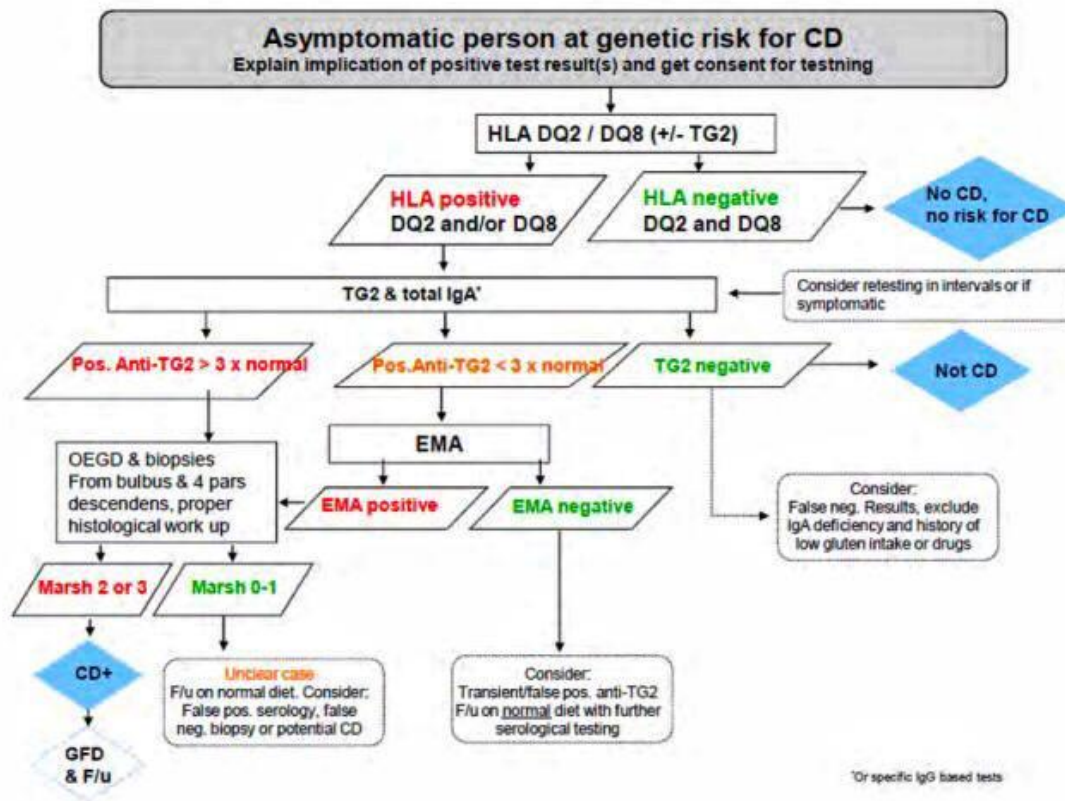 Asymptomatic person at genetic risk for CD
Explain implication of positive test result(s) and get consent for testning
HLA DQ2 / DQ8 (+/- TG2)
HLA positive
DQ2 and/or DQ8
HLA negative
DQ2 and DQ8
No CD,
no risk for CD
TG2 & total IgA*
Consider retesting in intervals or if
symptomatic
Pos. Anti-TG2 > 3 x normal
Pos.Anti-TG2 < 3 x normal
TG2 negative
Not CD
EMA
OEGD & biopsies
From bulbus & 4 pars
descendens, proper
histological work up
EMA positive
EMA negative
Consider:
False neg. Results, exclude
IgA deficiency and history of
low gluten intake or drugs
Marsh 2 or 3
Marsh 0-1
CD+
Unclear case
F/u on normal diet. Consider:
False pos. serology, false
neg. biopsy or potential CD
Consider:
Transient/false pos. anti-TG2
F/u on normal diet with further
serological testing
GFD
& F/u
*Or specific IgG based tests